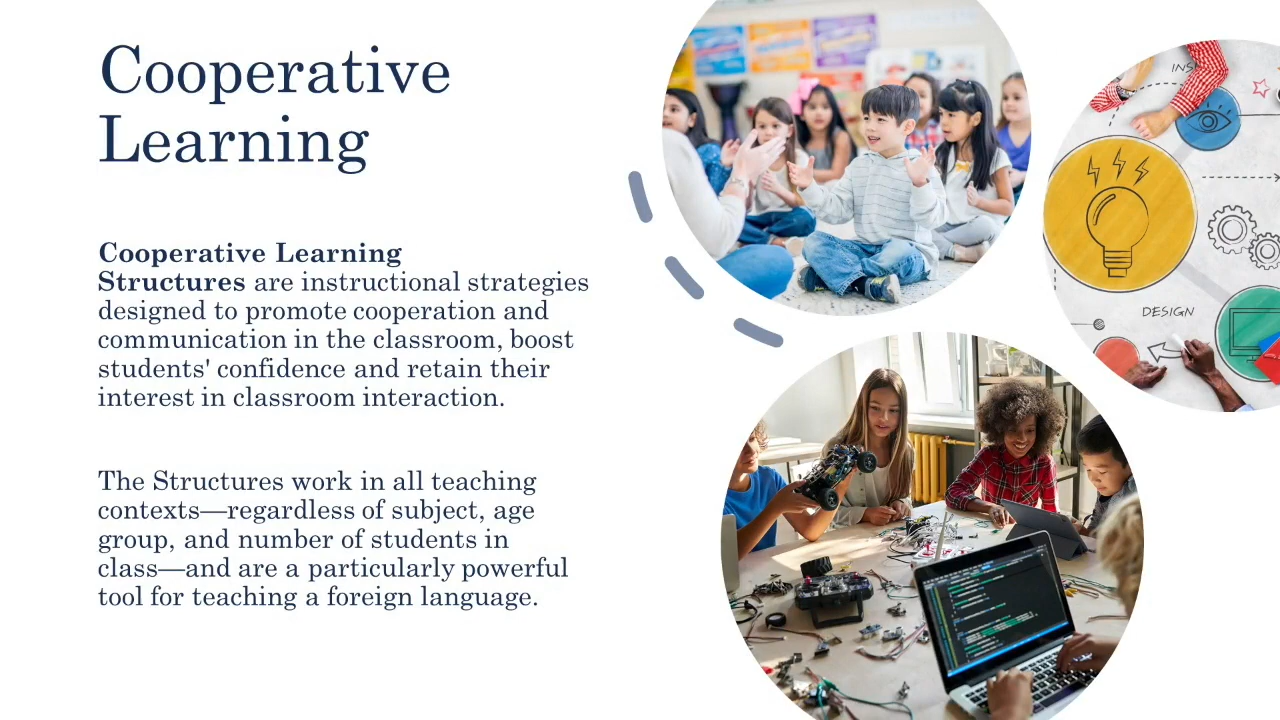 Cooperative
Learning
Cooperative Learning
Structures are instructional strategies
designed to promote cooperation and
communication in the classroom, boost
students' confidence and retain their
interest in classroom interaction.
The Structures work in all teaching
contexts—regardless of subject, age
group, and number of students in
class—and are a particularly powerful
tool for teaching a foreign language.
DESIGN